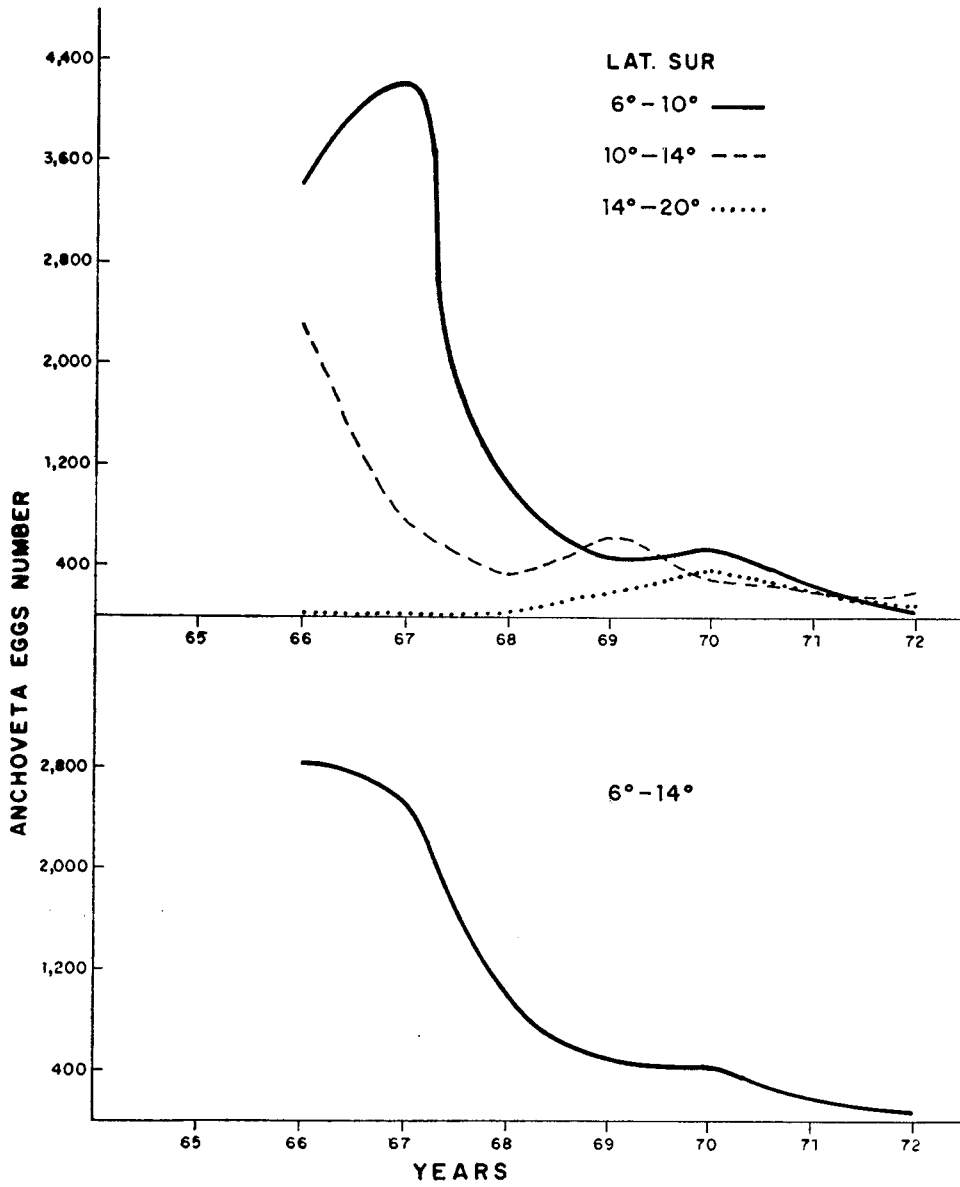 LAT. SUR
6°-10°
10°-14°
14°-20°
4,400
3,600
2,800
2,000
1,200
400
65 66 67 68 69 70 71 72
ANCHOVETA EGGS NUMBER
6°-14°
2,800
2,000
1,200
400
65 66 67 68 69 70 71 72
YEARS